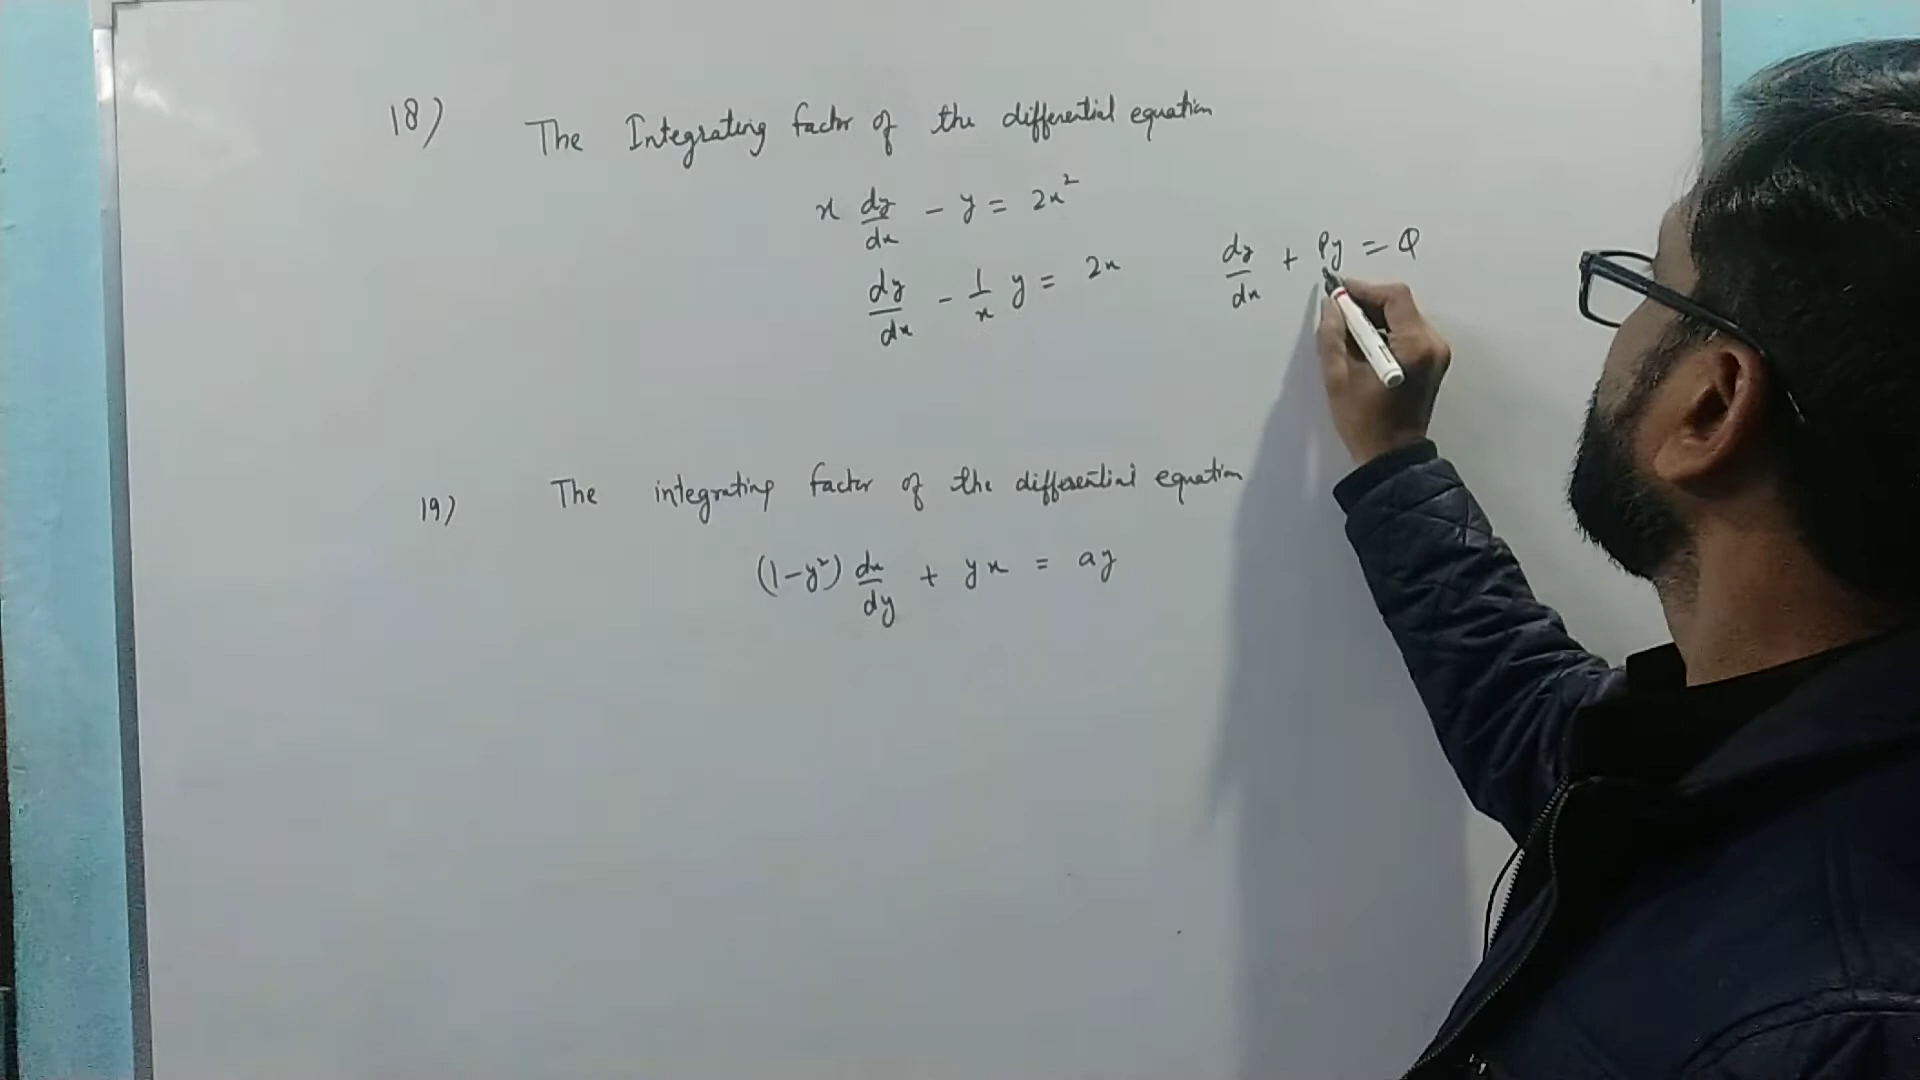 18) The Integrating factor of the differential equation
x dy/dx - y = 2x²
dy/dx - 1/x y = 2x
dy/dx + Py = Q
19) The integrating factor of the differential equation
(1-y²) dx/dy + yx = ay